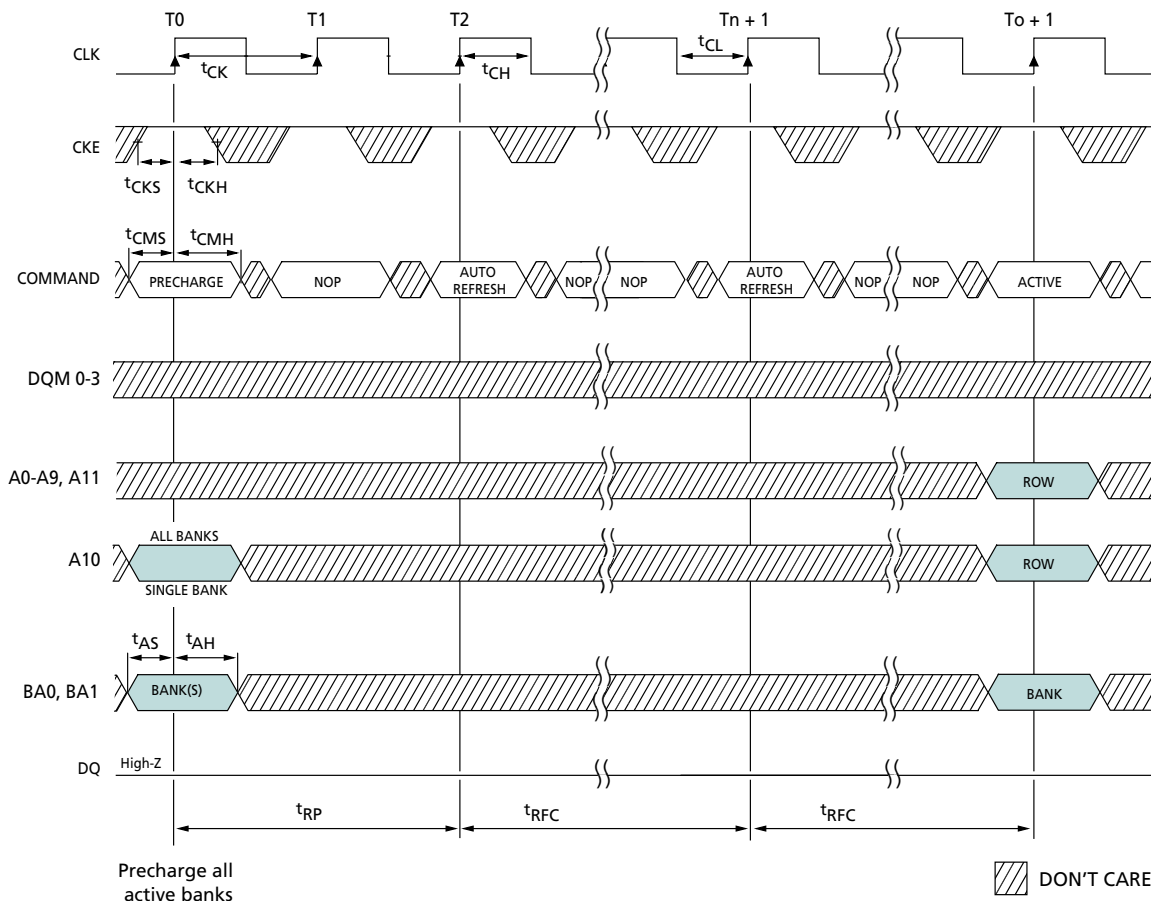 T0 T1 T2 Tn + 1 To + 1
CLK
tCK tCH tCL
CKE
tCKS tCKH
tCMS tCMH
COMMAND PRECHARGE NOP AUTO REFRESH NOP NOP AUTO REFRESH NOP NOP ACTIVE
DQM 0-3
A0-A9, A11 ROW
ALL BANKS
A10 ROW
SINGLE BANK
tAS tAH
BA0, BA1 BANK(S) BANK
DQ High-Z
tRP tRFC tRFC
Precharge all
active banks
DON'T CARE